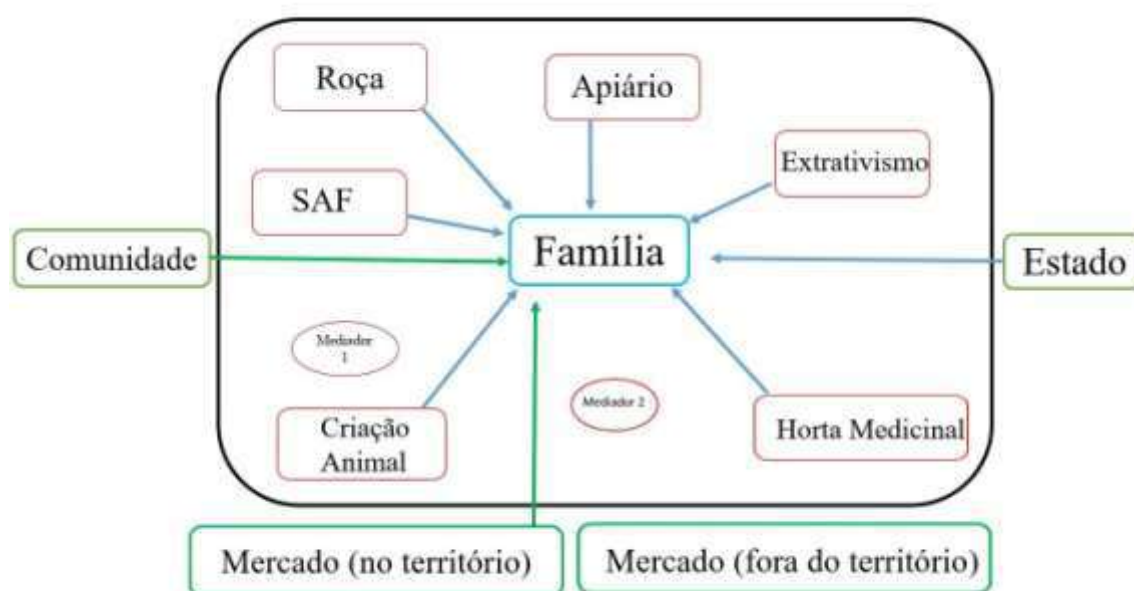 Roça
Apiário
Extrativismo
SAF
Família
Comunidade
Estado
Mediador
1
Mediador 2
Criação
Animal
Horta Medicinal
Mercado (no território)
Mercado (fora do território)